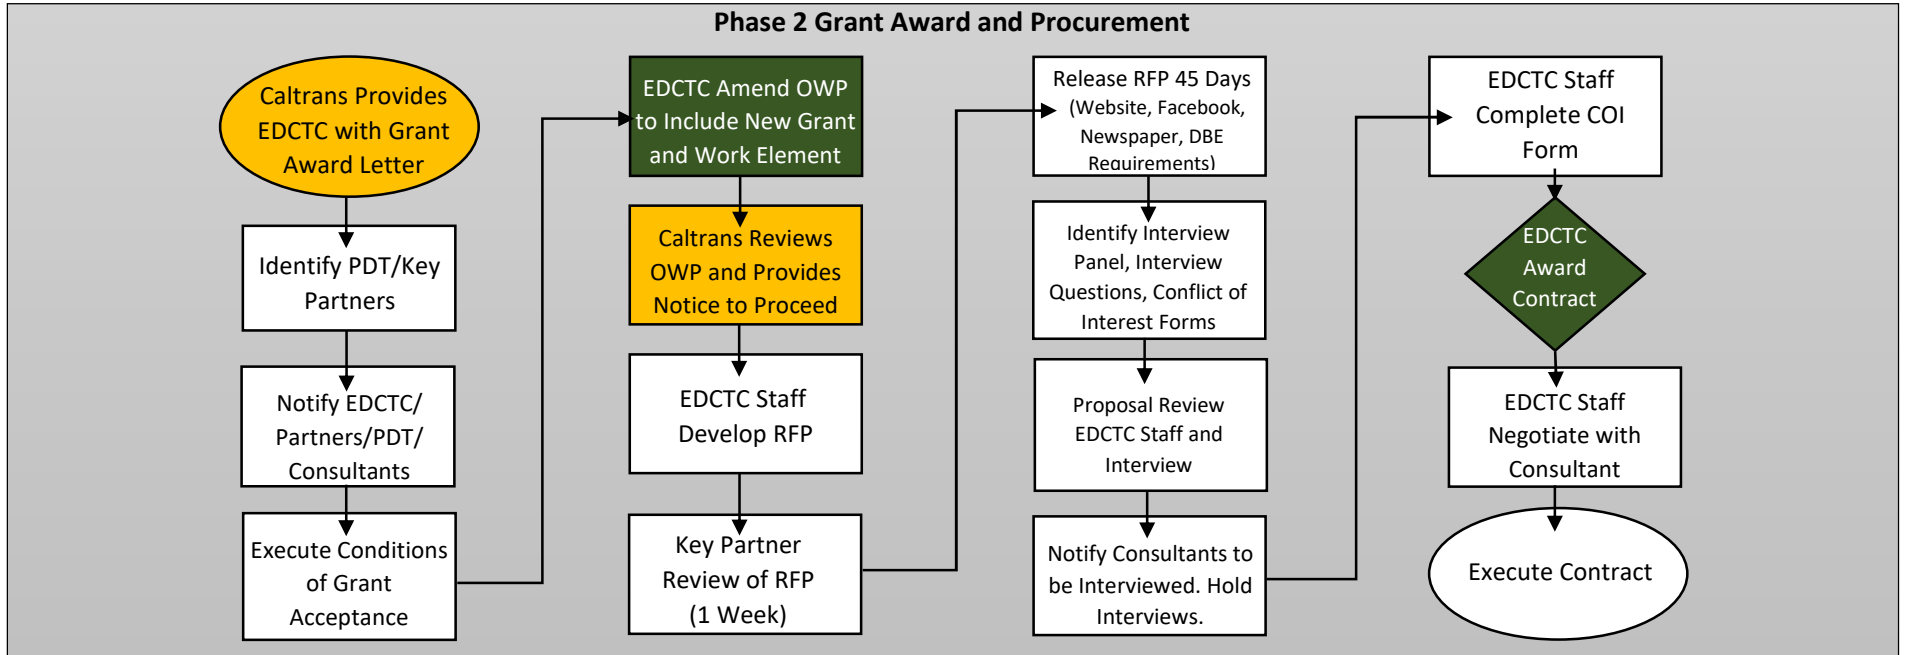 Phase 2 Grant Award and Procurement
Caltrans Provides
EDCTC with Grant
Award Letter
Identify PDT/Key
Partners
Notify EDCTC/
Partners/PDT/
Consultants
Execute Conditions
of Grant
Acceptance
EDCTC Amend OWP
to Include New Grant
and Work Element
Caltrans Reviews
OWP and Provides
Notice to Proceed
EDCTC Staff
Develop RFP
Key Partner
Review of RFP
(1 Week)
Release RFP 45 Days
(Website, Facebook,
Newspaper, DBE
Requirements)
Identify Interview
Panel, Interview
Questions, Conflict of
Interest Forms
Proposal Review
EDCTC Staff and
Interview
Notify Consultants to
be Interviewed. Hold
Interviews.
EDCTC Staff
Complete COI
Form
EDCTC
Award
Contract
EDCTC Staff
Negotiate with
Consultant
Execute Contract